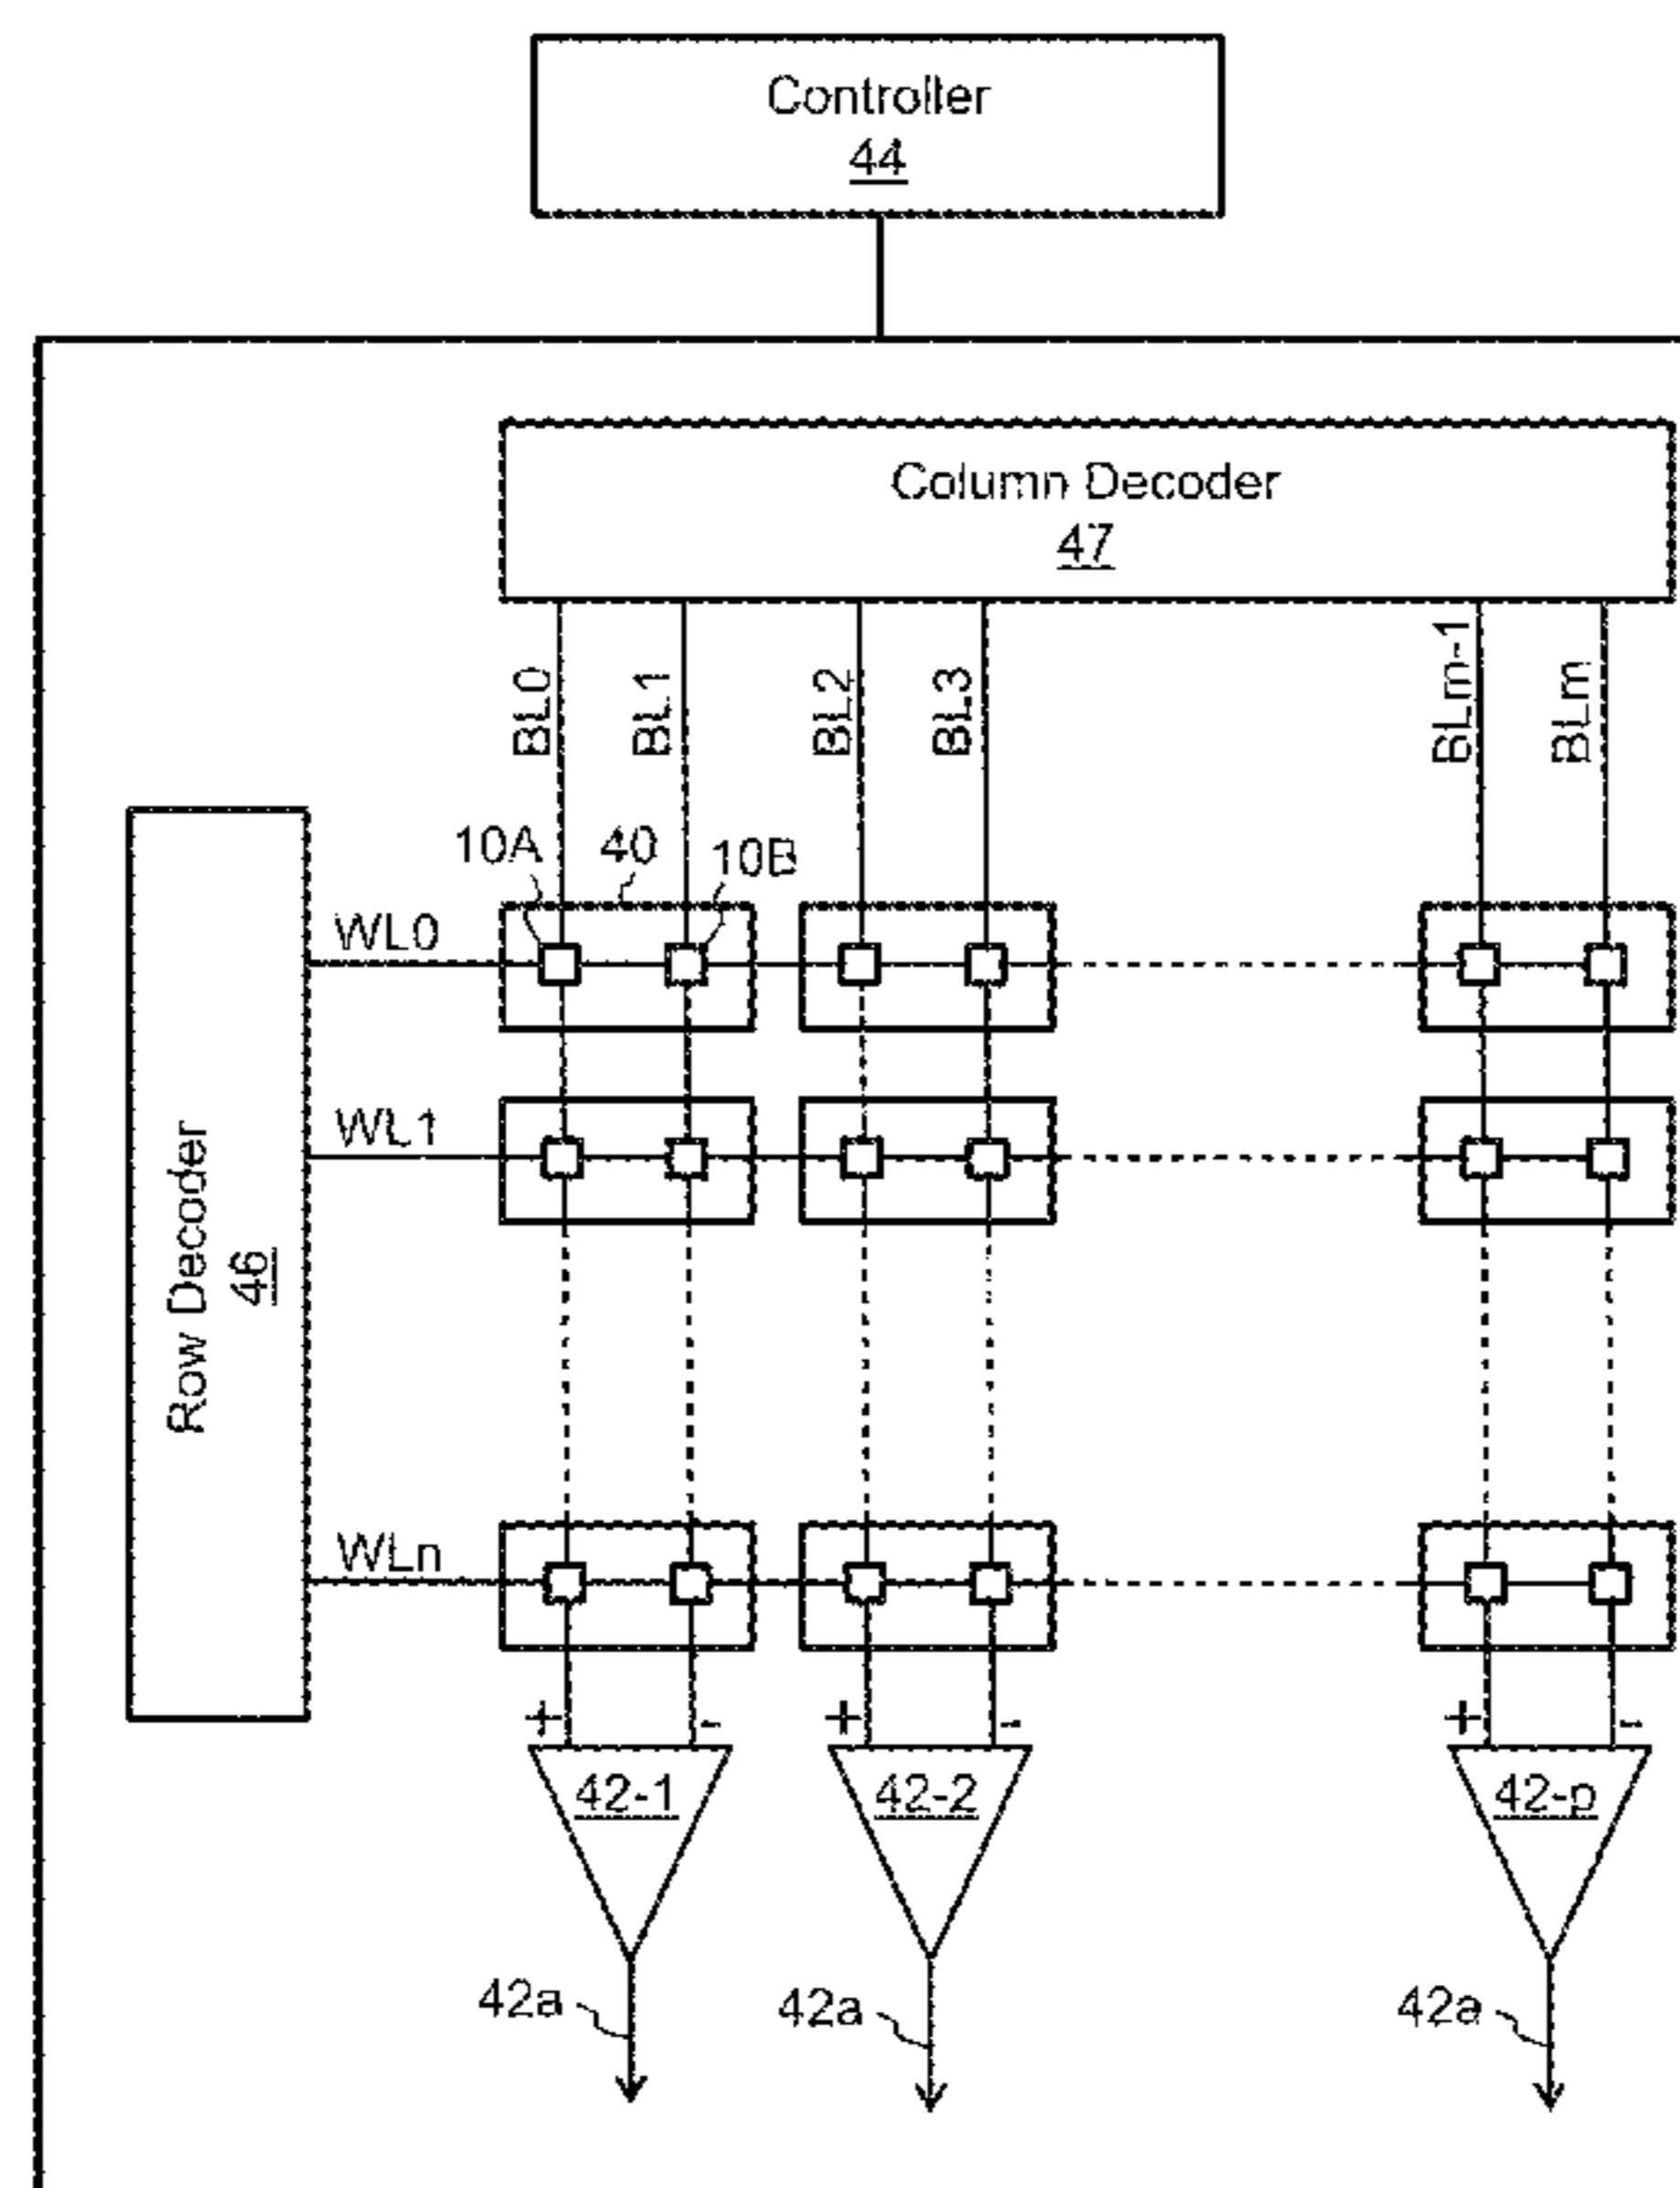 Controller
44
Column Decoder
47
BL0
BL1
BL2
BL3
BLm-1
BLm
10A
40
10B
WL0
WL1
Row Decoder
46
WLn
+
-
+
-
+
-
42-1
42-2
42-p
42a
42a
42a